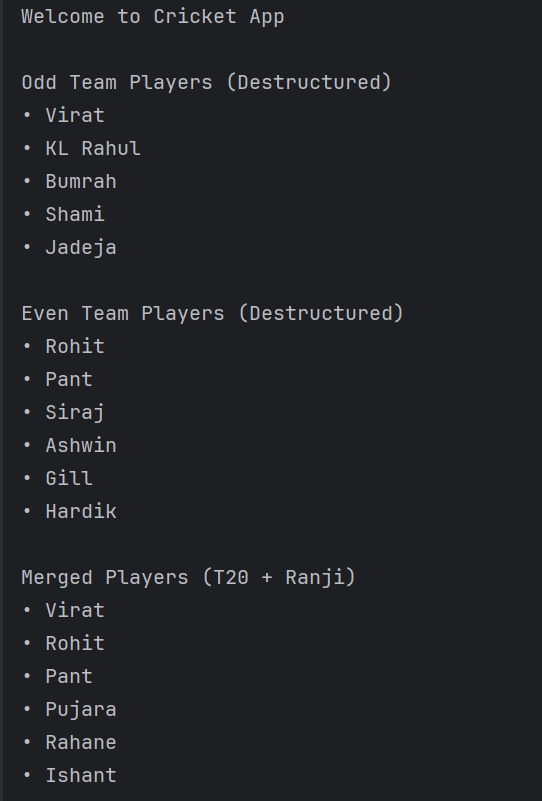 Welcome to Cricket App
Odd Team Players (Destructured)
• Virat
• KL Rahul
• Bumrah
• Shami
• Jadeja
Even Team Players (Destructured)
• Rohit
• Pant
• Siraj
• Ashwin
• Gill
• Hardik
Merged Players (T20 + Ranji)
• Virat
• Rohit
• Pant
• Pujara
• Rahane
• Ishant